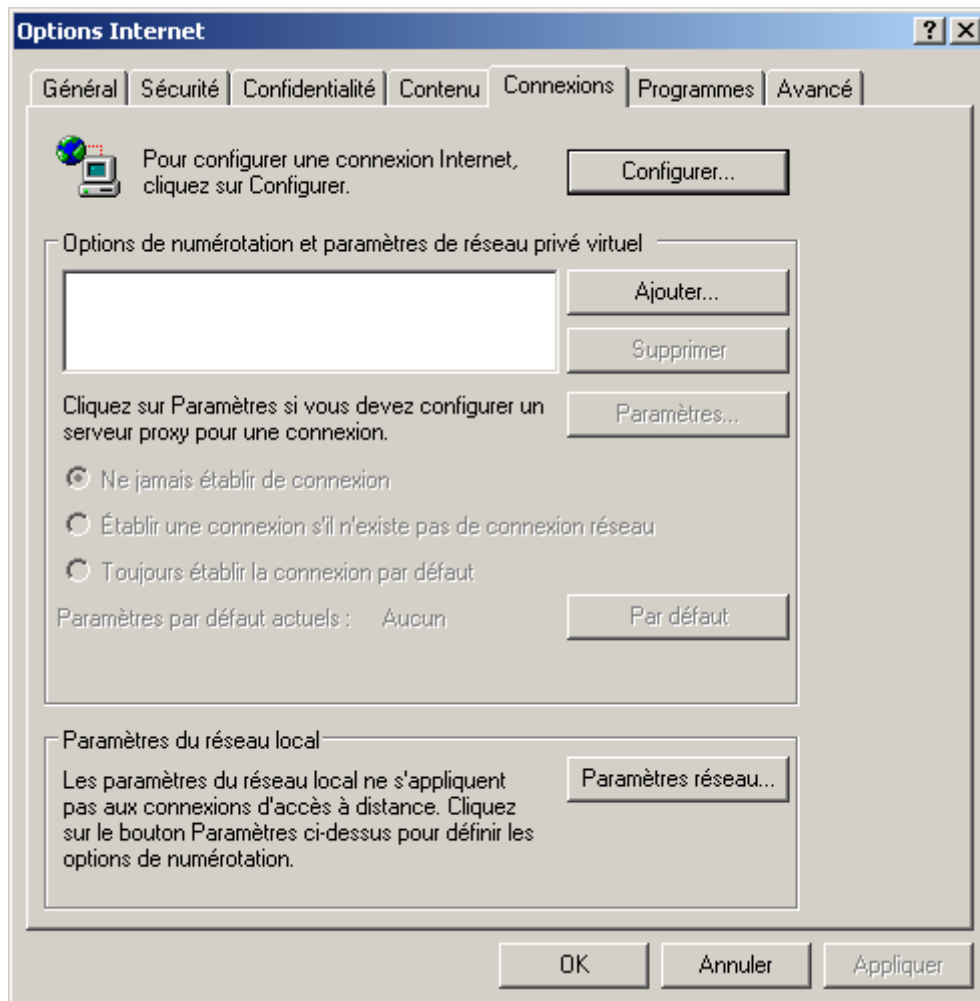 Options Internet
Général Sécurité Confidentialité Contenu Connexions Programmes Avancé
Pour configurer une connexion Internet,
cliquez sur Configurer.
Configurer...
Options de numérotation et paramètres de réseau privé virtuel
Ajouter...
Supprimer
Cliquez sur Paramètres si vous devez configurer un
serveur proxy pour une connexion.
Paramètres...
Ne jamais établir de connexion
Établir une connexion s'il n'existe pas de connexion réseau
Toujours établir la connexion par défaut
Paramètres par défaut actuels : Aucun
Par défaut
Paramètres du réseau local
Les paramètres du réseau local ne s'appliquent
pas aux connexions d'accès à distance. Cliquez
sur le bouton Paramètres ci-dessus pour définir les
options de numérotation.
Paramètres réseau...
OK Annuler Appliquer